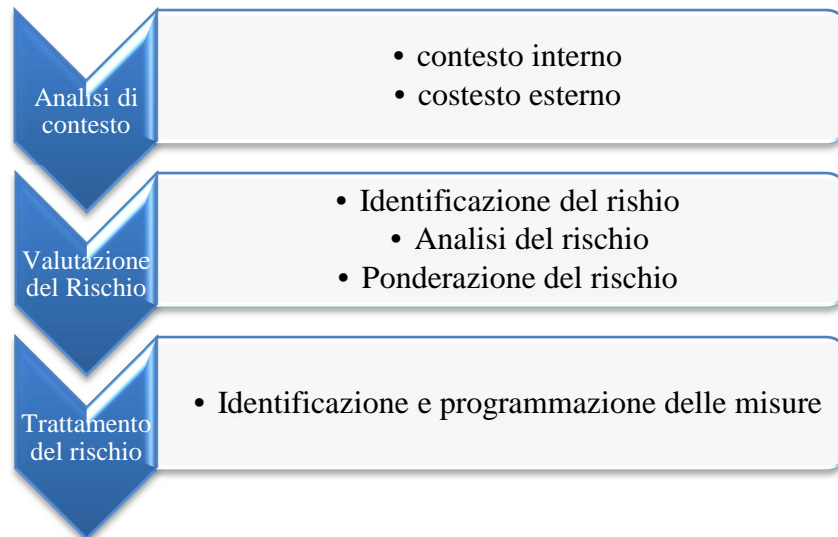 Analisi di
contesto
• contesto interno
• costesto esterno
Valutazione
del Rischio
• Identificazione del rishio
• Analisi del rischio
• Ponderazione del rischio
Trattamento
del rischio
• Identificazione e programmazione delle misure